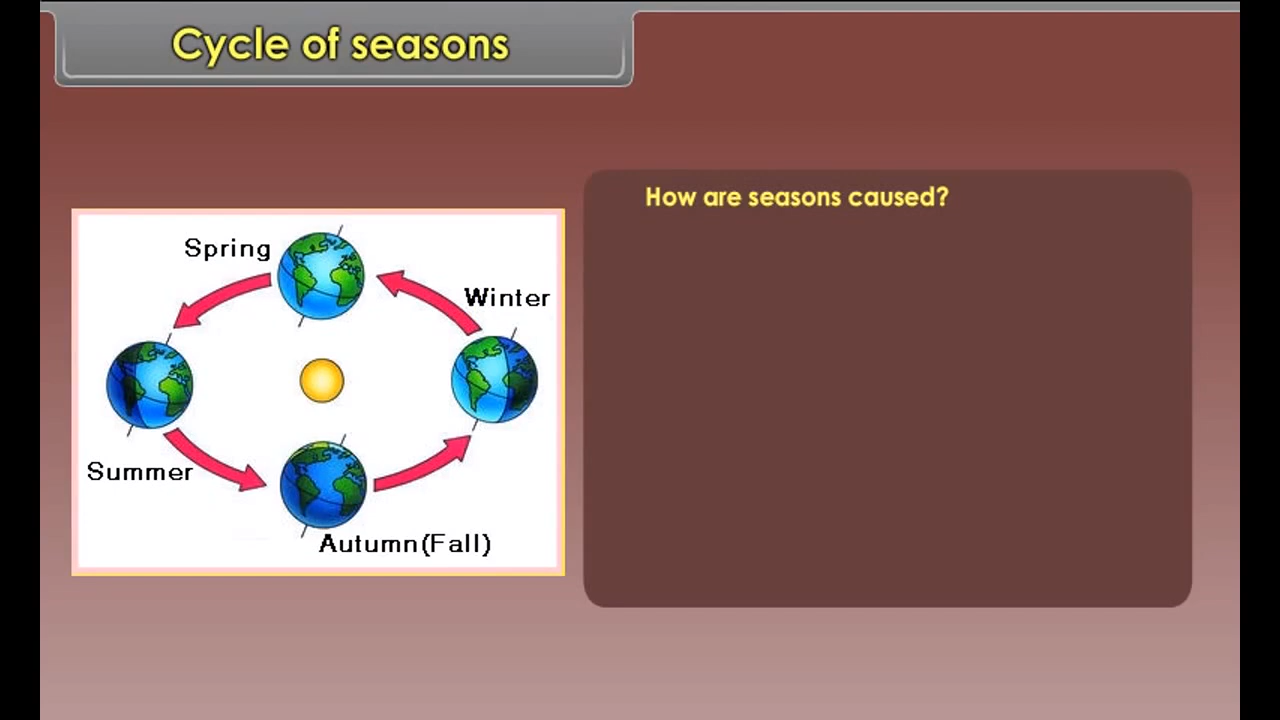 Cycle of seasons
How are seasons caused?
Spring
Winter
Summer
Autumn(Fall)